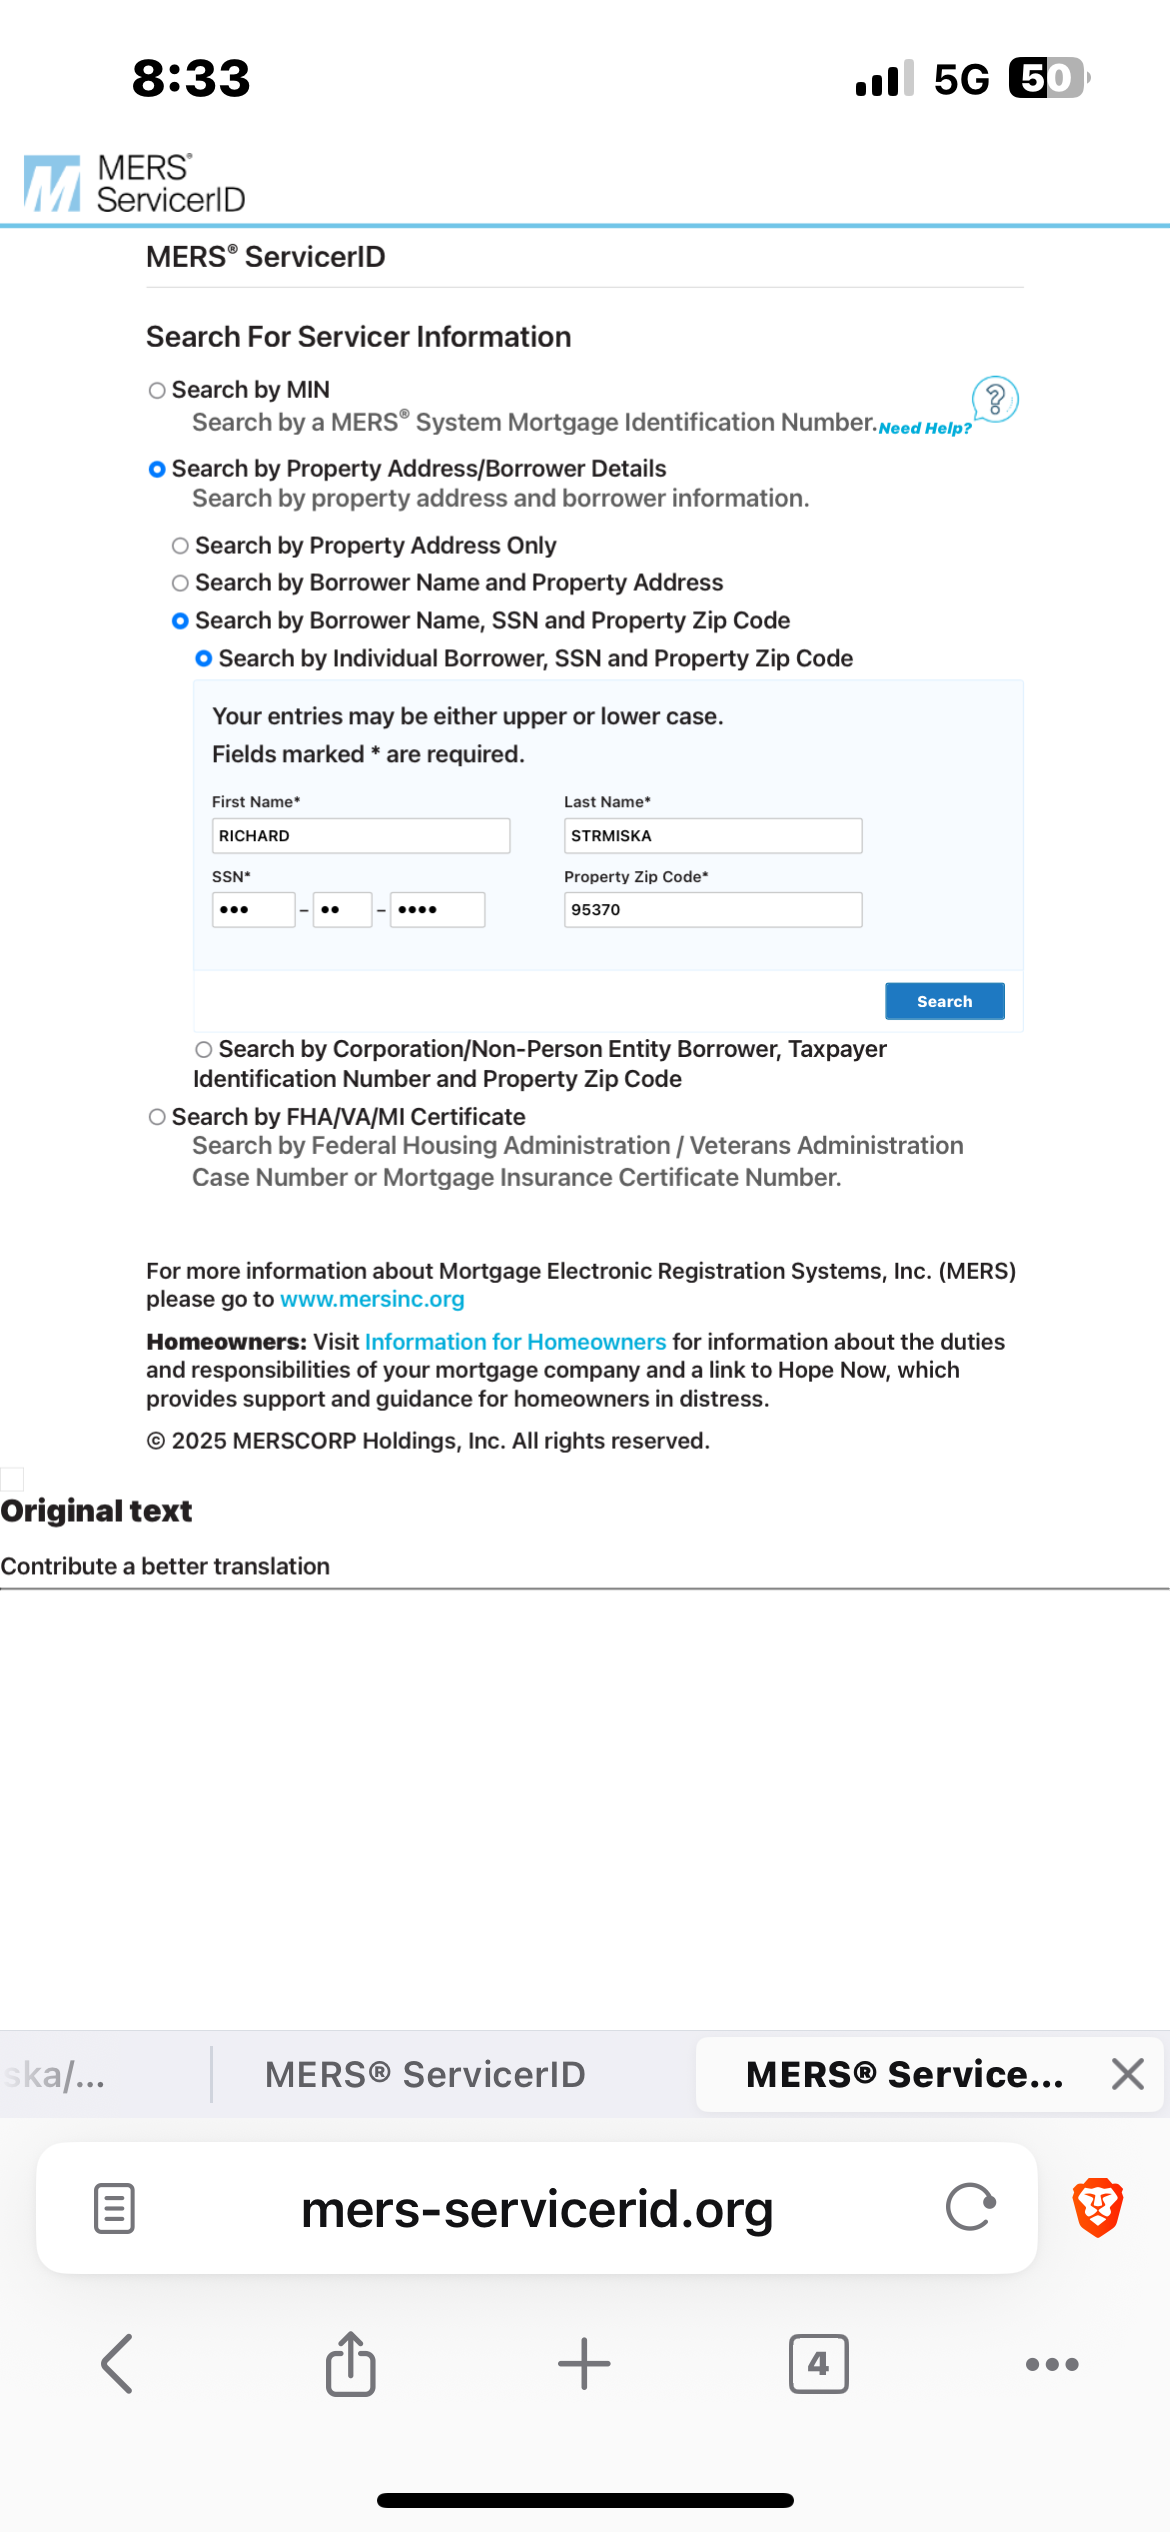 8:33
5G 50
MERS®
ServicerID
MERS® ServicerID
Search For Servicer Information
Search by MIN
Search by a MERS® System Mortgage Identification Number.
Need Help?
Search by Property Address/Borrower Details
Search by property address and borrower information.
Search by Property Address Only
Search by Borrower Name and Property Address
Search by Borrower Name, SSN and Property Zip Code
Search by Individual Borrower, SSN and Property Zip Code
Your entries may be either upper or lower case.
Fields marked * are required.
First Name* Last Name*
RICHARD STRMISKA
SSN* Property Zip Code*
••• – •• – •••• 95370
Search
Search by Corporation/Non-Person Entity Borrower, Taxpayer
Identification Number and Property Zip Code
Search by FHA/VA/MI Certificate
Search by Federal Housing Administration / Veterans Administration
Case Number or Mortgage Insurance Certificate Number.
For more information about Mortgage Electronic Registration Systems, Inc. (MERS)
please go to www.mersinc.org
Homeowners: Visit Information for Homeowners for information about the duties
and responsibilities of your mortgage company and a link to Hope Now, which
provides support and guidance for homeowners in distress.
© 2025 MERSCORP Holdings, Inc. All rights reserved.
Original text
Contribute a better translation
ska/... MERS® ServicerID MERS® Service...
mers-servicerid.org
4